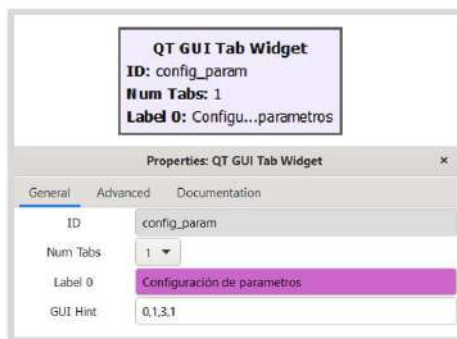 QT GUI Tab Widget
ID: config_param
Num Tabs: 1
Label 0: Configu...parametros
Properties: QT GUI Tab Widget ×
General Advanced Documentation
ID config_param
Num Tabs 1
Label 0 Configuración de parametros
GUI Hint 0,1,3,1